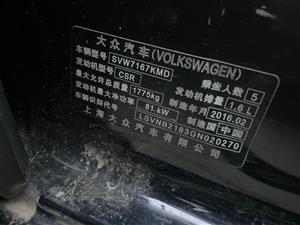 大众汽车(VOLKSWAGEN)
车辆型号 SVW7167KMD 乘坐人数 5
发动机型号 CSR 发动机排量 1.6 L
最大允许总质量 1775kg 制造年月 2016.02
发动机最大净功率 81 kW 制造国 中国
车辆识别代号 LSVNB2183GN020270
上海大众汽车有限公司